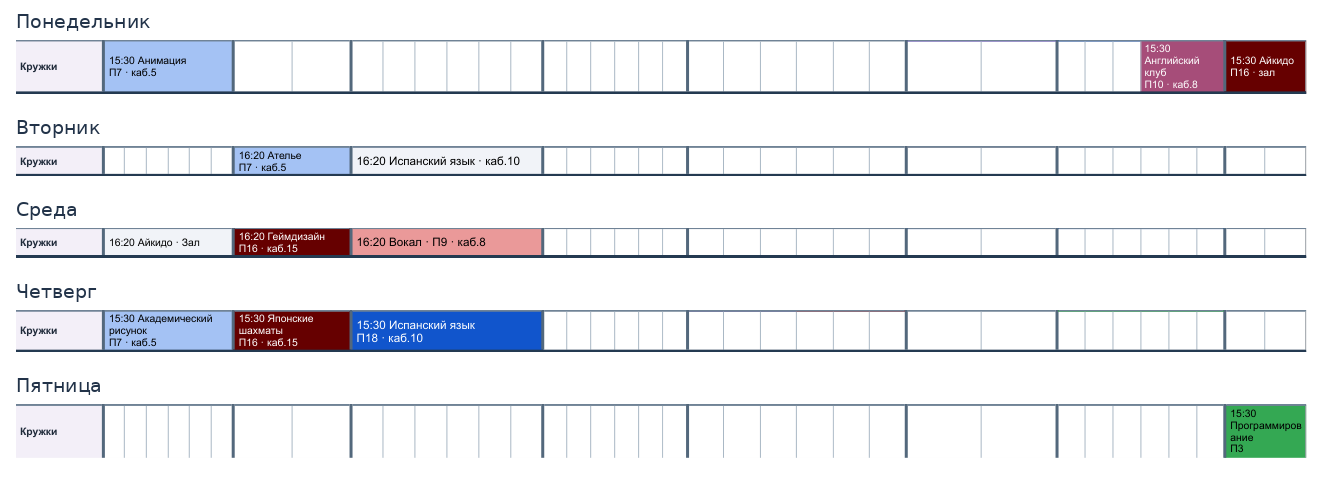 Понедельник
Кружки
15:30 Анимация
П7 · каб.5
15:30
Английский
клуб
П10 · каб.8
15:30 Айкидо
П16 · зал
Вторник
Кружки
16:20 Ателье
П7 · каб.5
16:20 Испанский язык · каб.10
Среда
Кружки
16:20 Айкидо · Зал
16:20 Геймдизайн
П16 · каб.15
16:20 Вокал · П9 · каб.8
Четверг
Кружки
15:30 Академический
рисунок
П7 · каб.5
15:30 Японские
шахматы
П16 · каб.15
15:30 Испанский язык
П18 · каб.10
Пятница
Кружки
15:30
Программиров
ание
П3